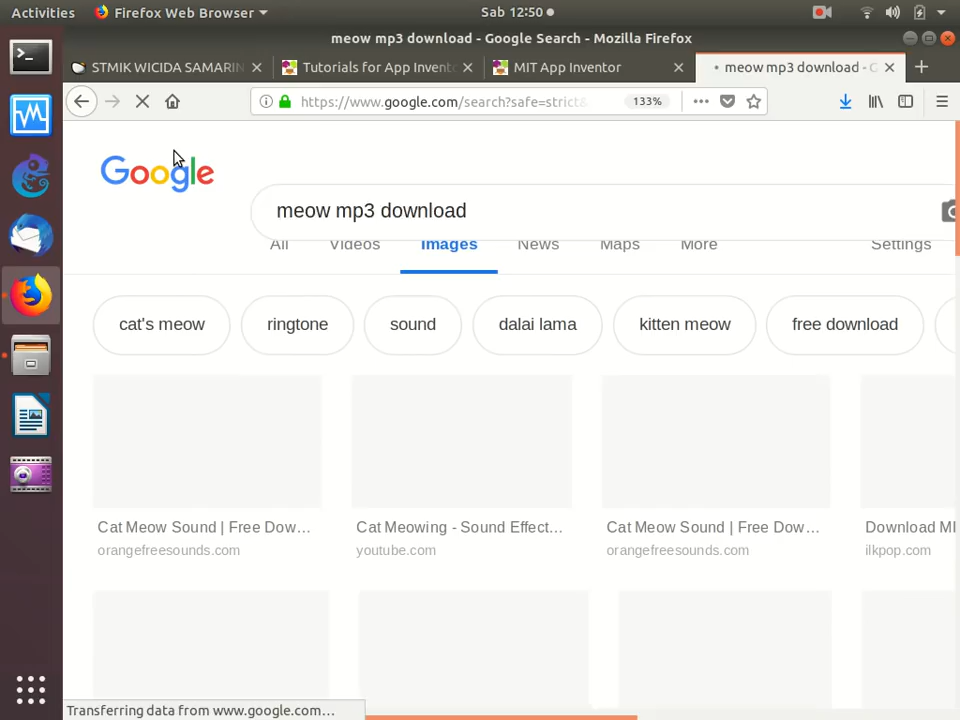 Activities Firefox Web Browser Sab 12:50
meow mp3 download - Google Search - Mozilla Firefox
STMIK WICIDA SAMARIN Tutorials for App Invent MIT App Inventor meow mp3 download - G
https://www.google.com/search?safe=strict& 133%
Google
meow mp3 download
All Videos Images News Maps More Settings
cat's meow ringtone sound dalai lama kitten meow free download
Cat Meow Sound | Free Dow... Cat Meowing - Sound Effect... Cat Meow Sound | Free Dow... Download MI
orangefreesounds.com youtube.com orangefreesounds.com ilkpop.com
Transferring data from www.google.com...